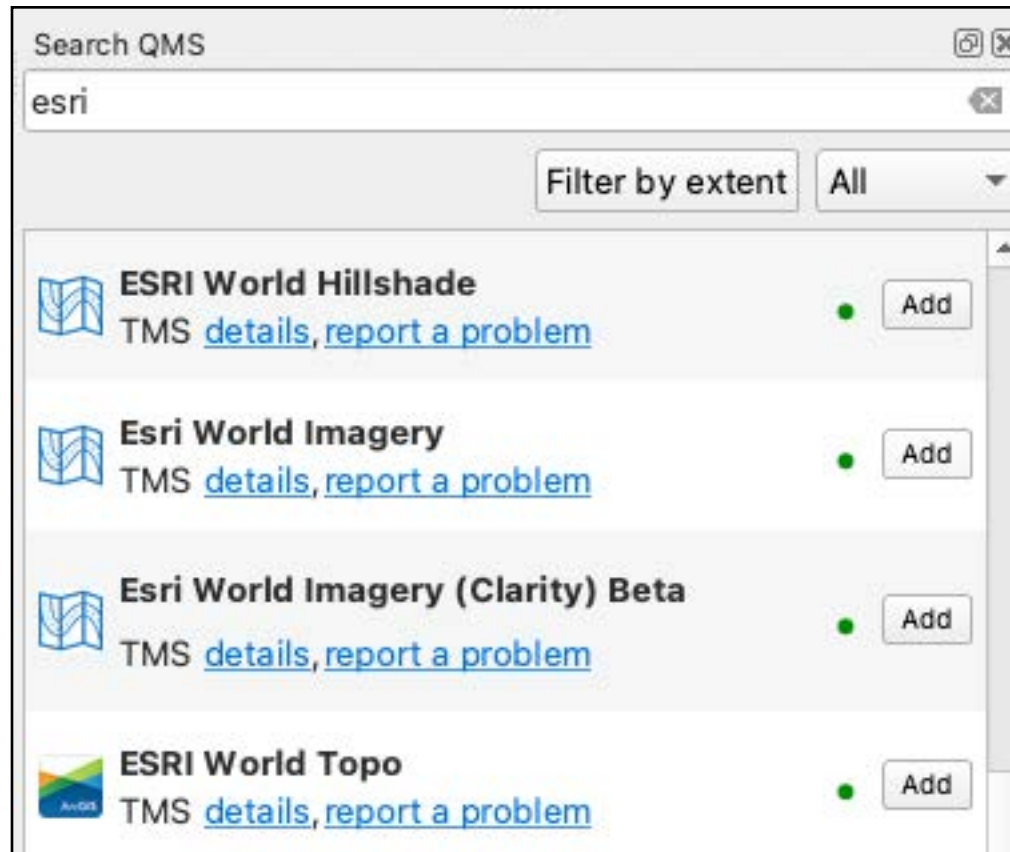 Search QMS
esri
Filter by extent All
ESRI World Hillshade
TMS details, report a problem
Add
Esri World Imagery
TMS details, report a problem
Add
Esri World Imagery (Clarity) Beta
TMS details, report a problem
Add
ArcGIS
ESRI World Topo
TMS details, report a problem
Add